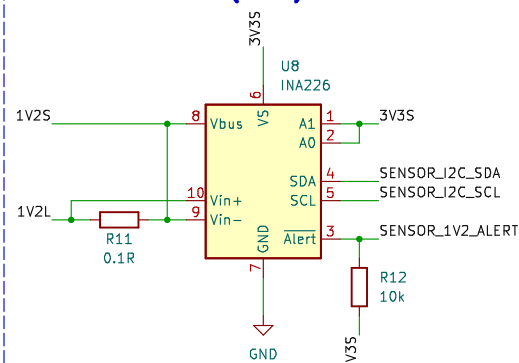 3V3S
U8
INA226
6
VS
1V2S
8
Vbus
A1
1
3V3S
A0
2
SDA
4
SENSOR_I2C_SDA
10
Vin+
SCL
5
SENSOR_I2C_SCL
1V2L
9
Vin-
R11
0.1R
GND
Alert
3
SENSOR_1V2_ALERT
7
R12
10k
GND
3V3S